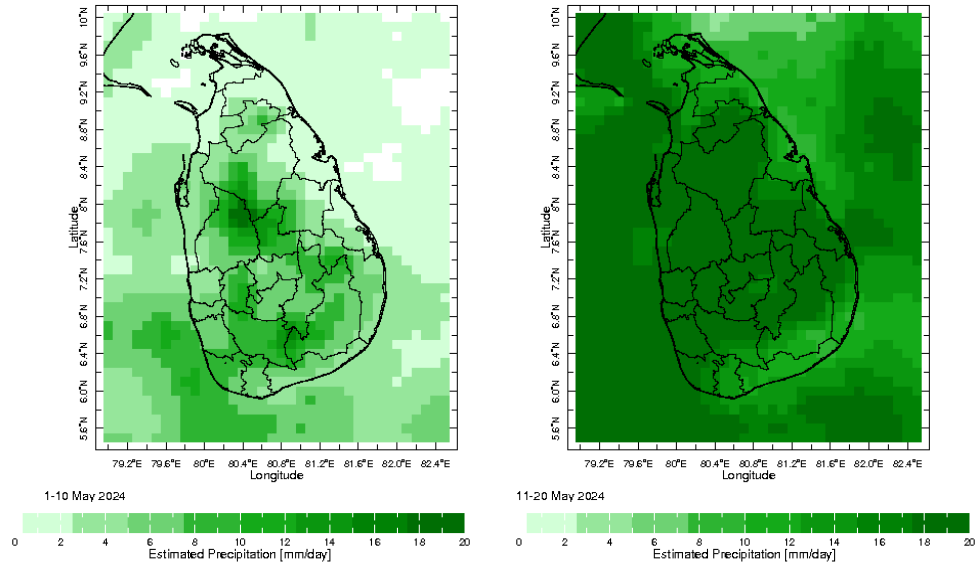 10°N
9.6°N
9.2°N
8.8°N
8.4°N
8°N
7.6°N
7.2°N
6.8°N
6.4°N
6.0°N
5.6°N
Latitude
79.2°E 79.6°E 80°E 80.4°E 80.8°E 81.2°E 81.6°E 82.0°E 82.4°E
Longitude
1-10 May 2024
0 2 4 6 8 10 12 14 16 18 20
Estimated Precipitation [mm/day]
10°N
9.6°N
9.2°N
8.8°N
8.4°N
8°N
7.6°N
7.2°N
6.8°N
6.4°N
6.0°N
5.6°N
Latitude
79.2°E 79.6°E 80°E 80.4°E 80.8°E 81.2°E 81.6°E 82.0°E 82.4°E
Longitude
11-20 May 2024
0 2 4 6 8 10 12 14 16 18 20
Estimated Precipitation [mm/day]